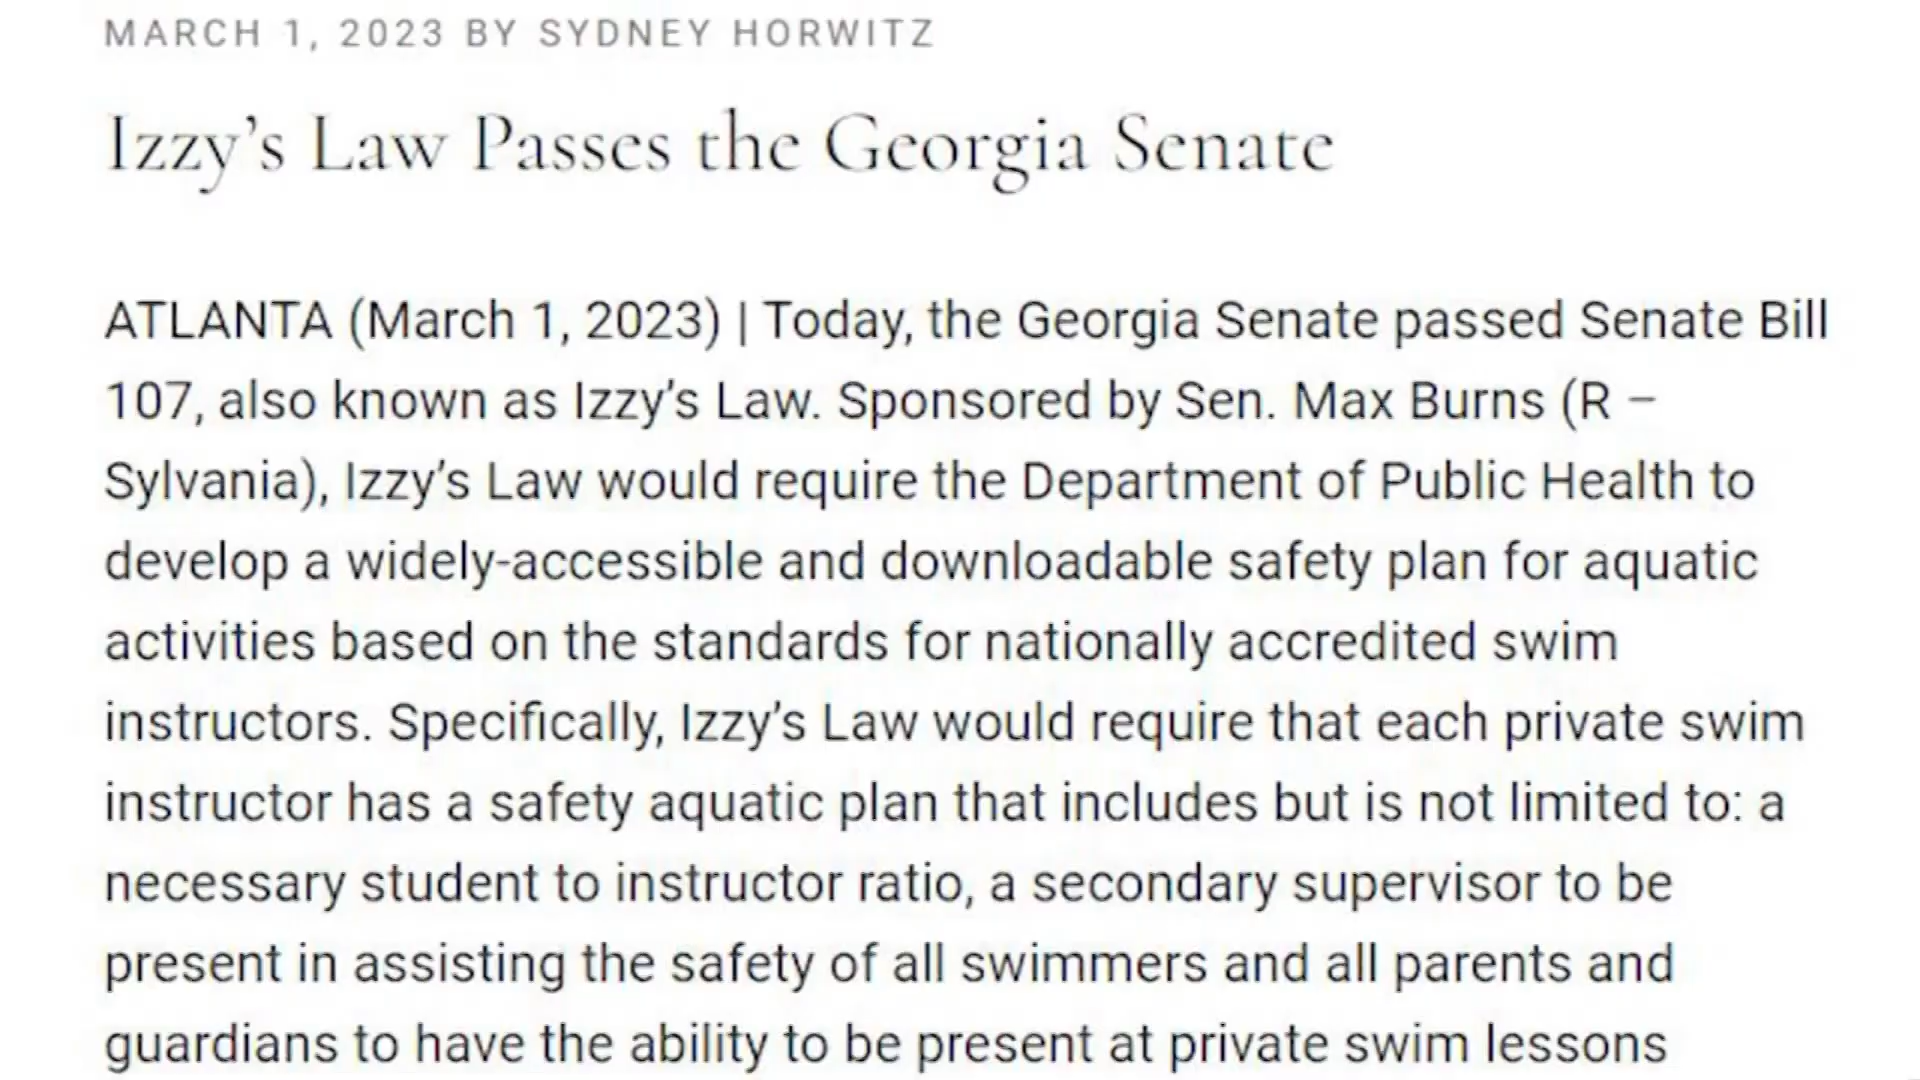 MARCH 1, 2023 BY SYDNEY HORWITZ
Izzy’s Law Passes the Georgia Senate
ATLANTA (March 1, 2023) | Today, the Georgia Senate passed Senate Bill
107, also known as Izzy’s Law. Sponsored by Sen. Max Burns (R –
Sylvania), Izzy’s Law would require the Department of Public Health to
develop a widely-accessible and downloadable safety plan for aquatic
activities based on the standards for nationally accredited swim
instructors. Specifically, Izzy’s Law would require that each private swim
instructor has a safety aquatic plan that includes but is not limited to: a
necessary student to instructor ratio, a secondary supervisor to be
present in assisting the safety of all swimmers and all parents and
guardians to have the ability to be present at private swim lessons